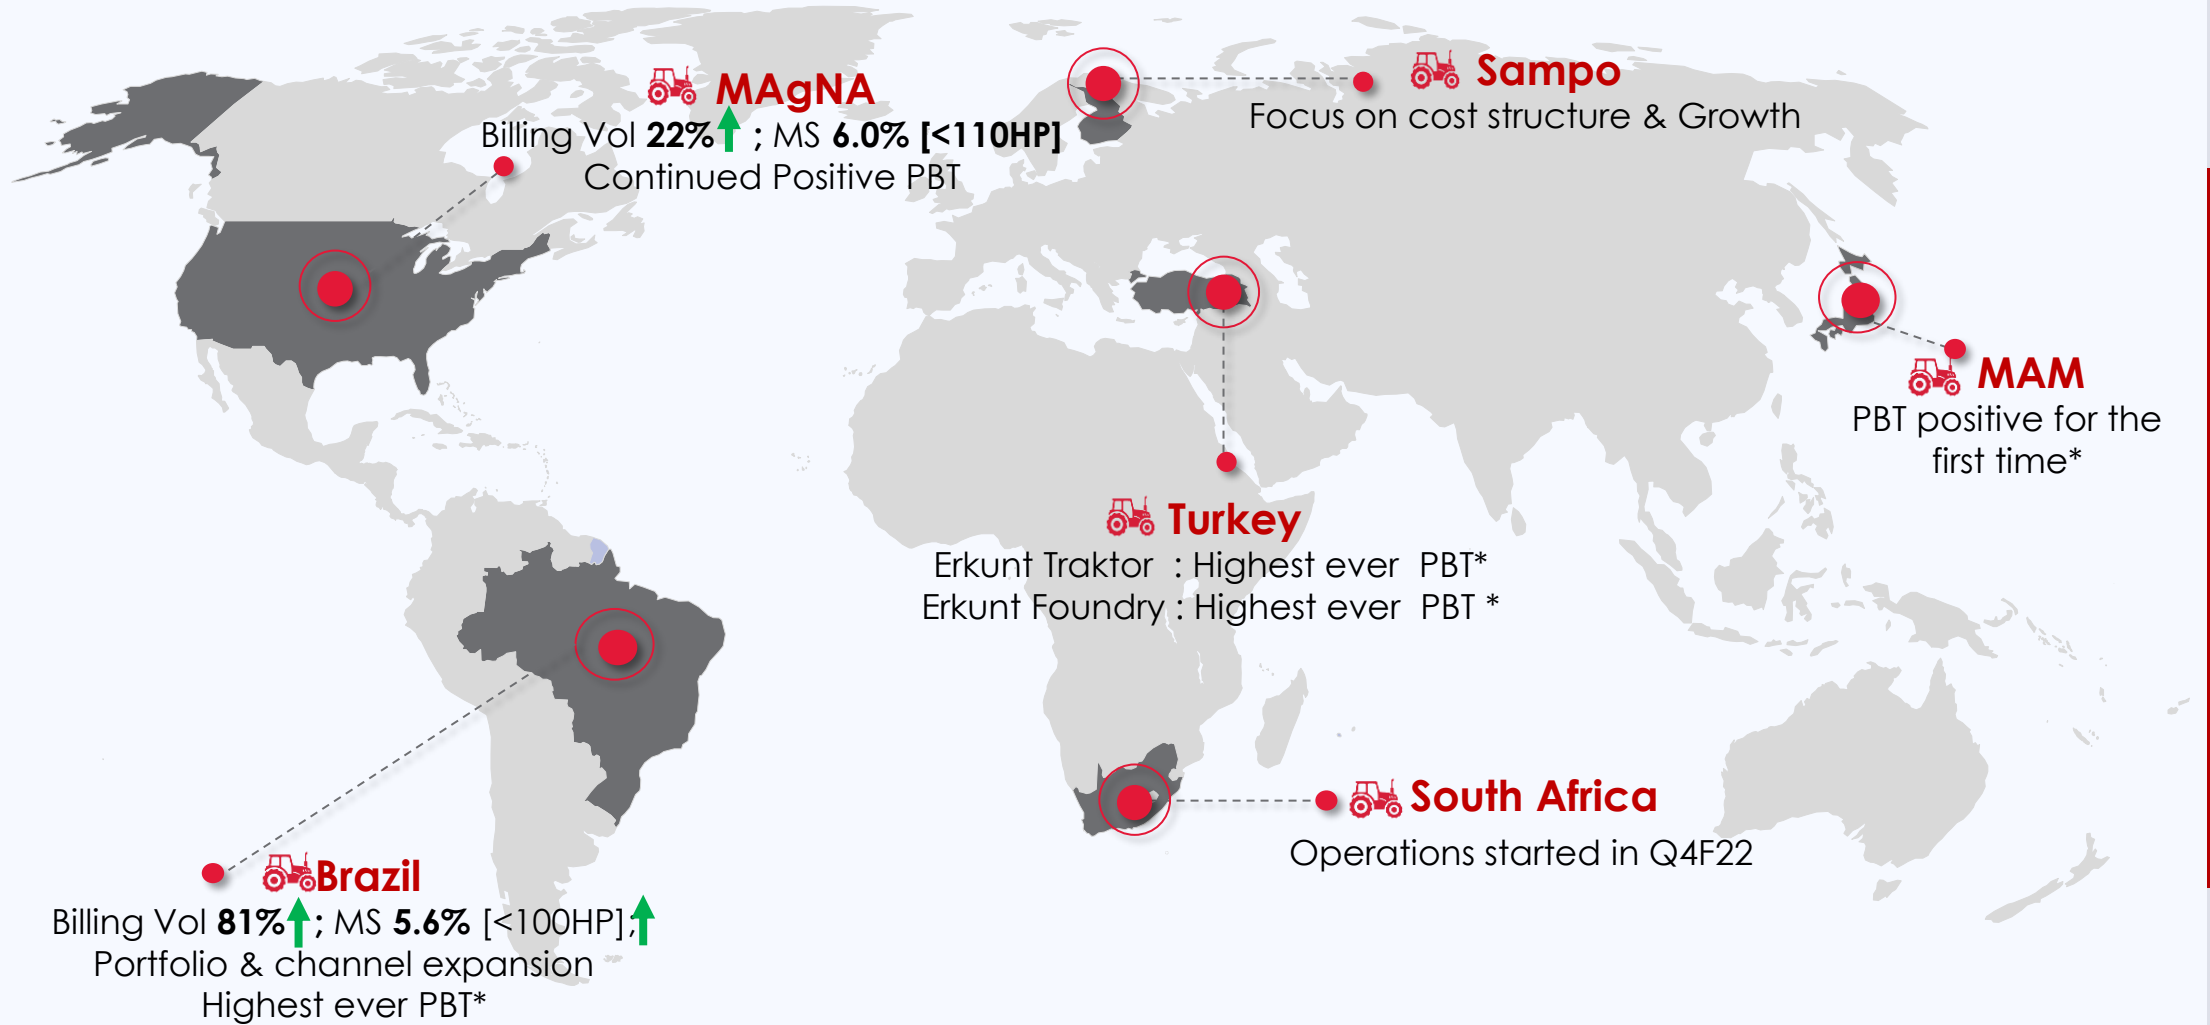 MAgNA
Billing Vol 22% ; MS 6.0% [<110HP]
Continued Positive PBT
Sampo
Focus on cost structure & Growth
MAM
PBT positive for the
first time*
Turkey
Erkunt Traktor : Highest ever PBT*
Erkunt Foundry : Highest ever PBT *
South Africa
Operations started in Q4F22
Brazil
Billing Vol 81% ; MS 5.6% [<100HP];
Portfolio & channel expansion
Highest ever PBT*